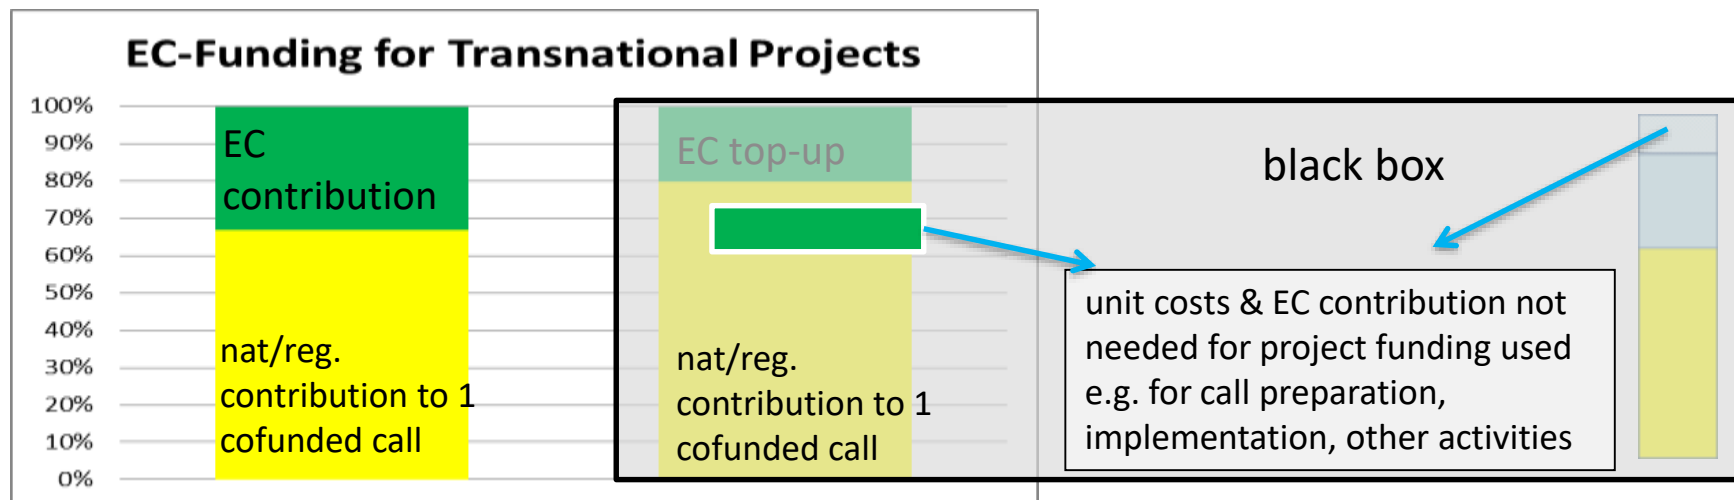 EC-Funding for Transnational Projects
100%
90%
80%
70%
60%
50%
40%
30%
20%
10%
0%
EC
contribution
nat/reg.
contribution to 1
cofunded call
EC top-up
nat/reg.
contribution to 1
cofunded call
black box
unit costs & EC contribution not
needed for project funding used
e.g. for call preparation,
implementation, other activities